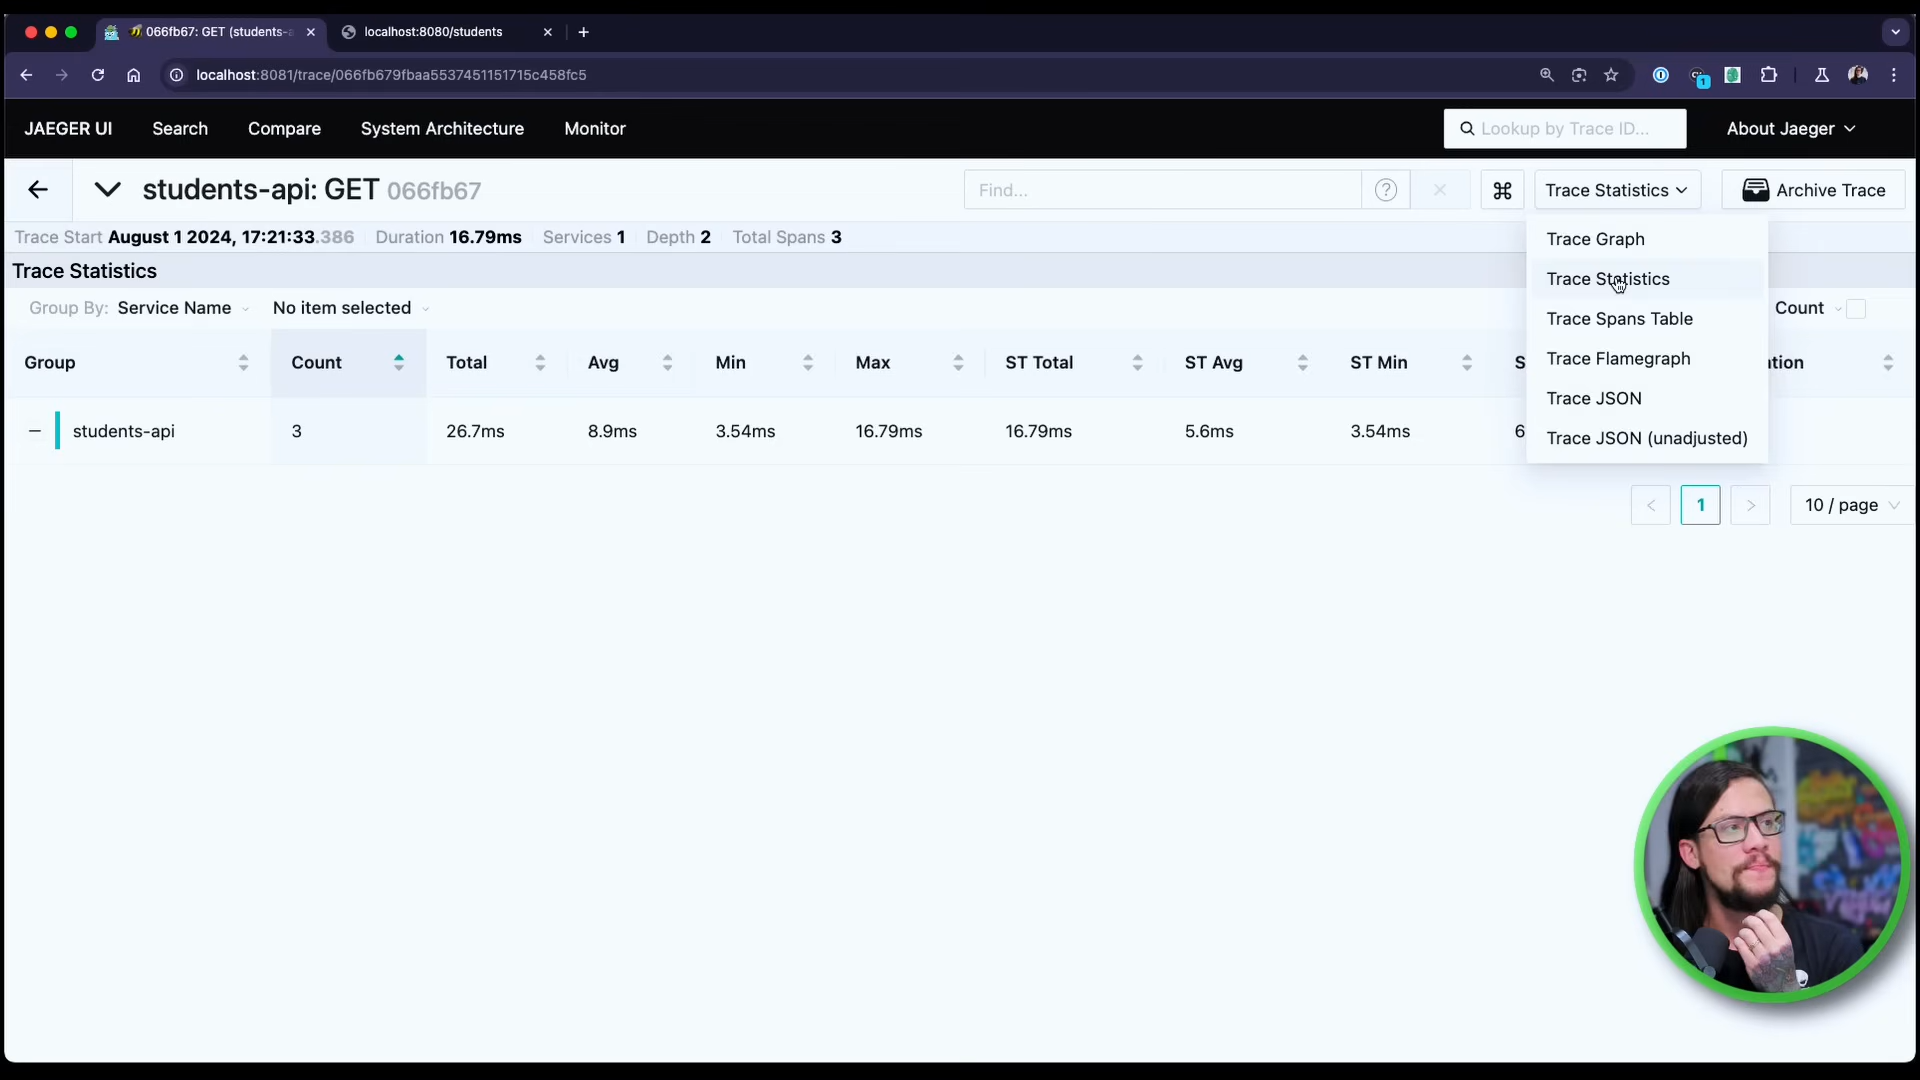 066fb67: GET (students-a
localhost:8080/students
localhost:8081/trace/066fb679fbaa5537451151715c458fc5
1
JAEGER UI Search Compare System Architecture Monitor Lookup by Trace ID... About Jaeger
students-api: GET 066fb67 Find... Trace Statistics Archive Trace
Trace Start August 1 2024, 17:21:33.386 Duration 16.79ms Services 1 Depth 2 Total Spans 3
Trace Statistics
Group By: Service Name No item selected Count
Group Count Total Avg Min Max ST Total ST Avg ST Min S
students-api 3 26.7ms 8.9ms 3.54ms 16.79ms 16.79ms 5.6ms 3.54ms 6
Trace Graph
Trace Statistics
Trace Spans Table
Trace Flamegraph
Trace JSON
Trace JSON (unadjusted)
1 10 / page